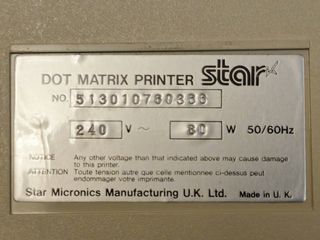 DOT MATRIX PRINTER star
NO. 513010730333
240 V ~ 80 W 50/60Hz
NOTICE Any other voltage than that indicated above may cause damage
to this printer.
ATTENTION Toute tension autre que celle mentionnee ci-dessus peut
endommager votre imprimante.
Star Micronics Manufacturing U.K. Ltd. Made in U. K.